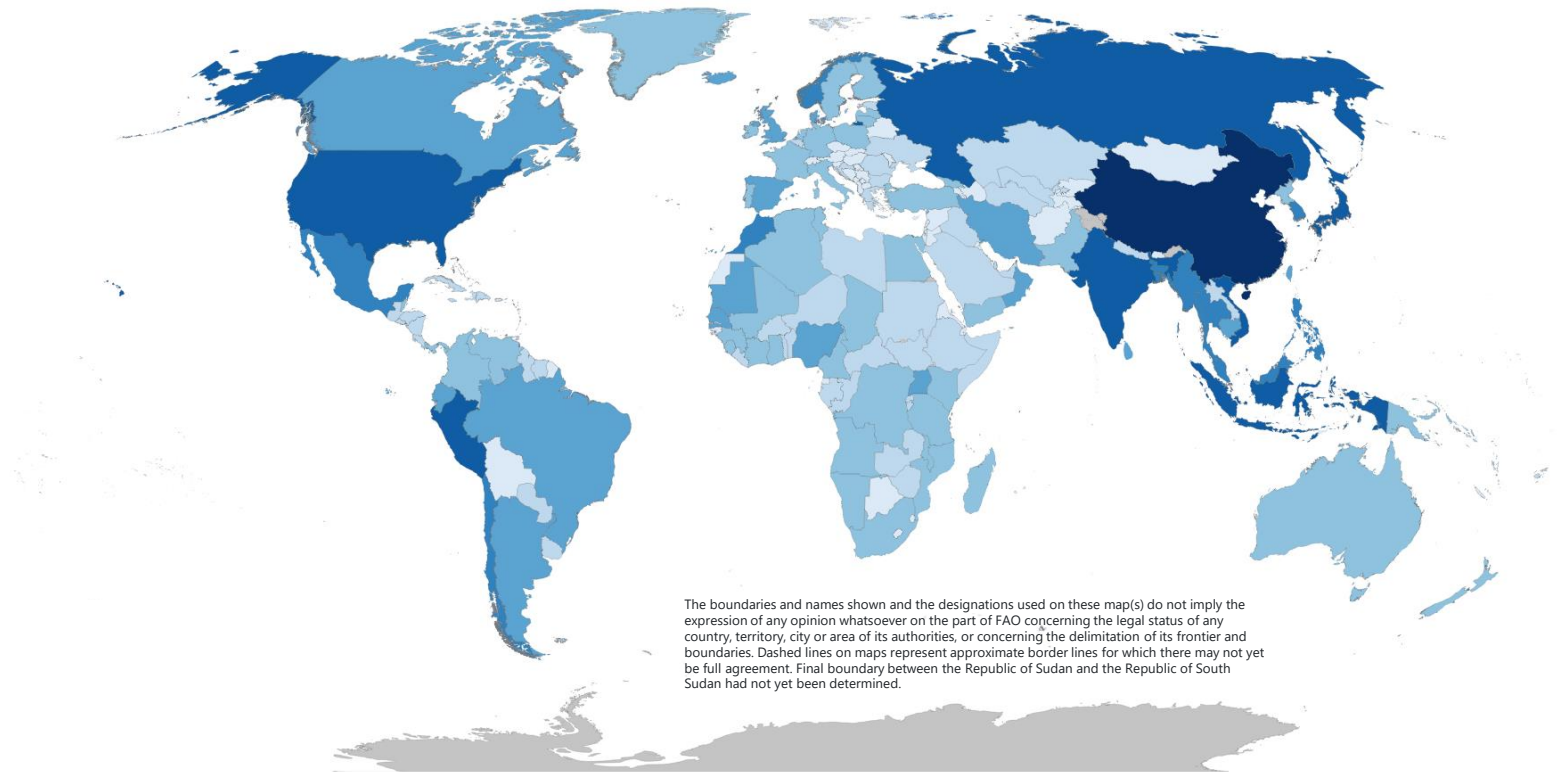 The boundaries and names shown and the designations used on these map(s) do not imply the
expression of any opinion whatsoever on the part of FAO concerning the legal status of any
country, territory, city or area of its authorities, or concerning the delimitation of its frontier and
boundaries. Dashed lines on maps represent approximate border lines for which there may not yet
be full agreement. Final boundary between the Republic of Sudan and the Republic of South
Sudan had not yet been determined.